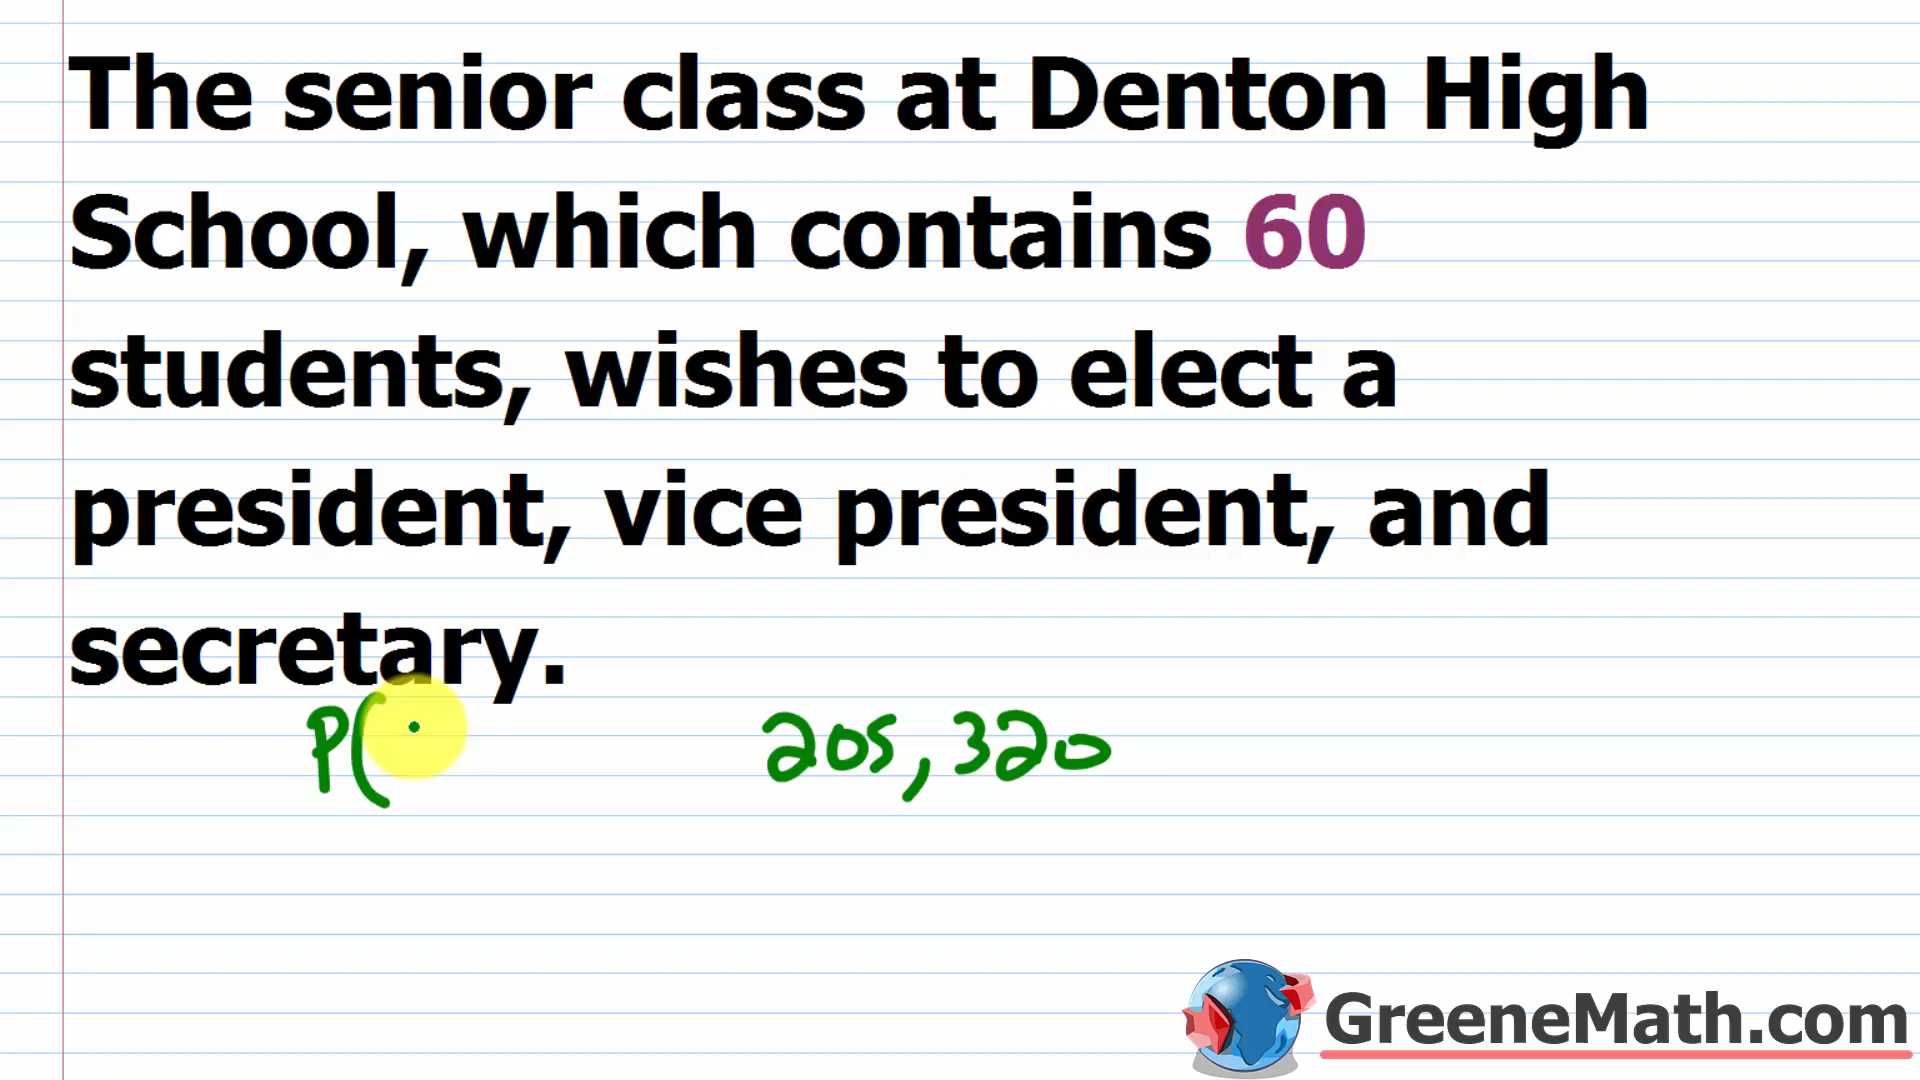 The senior class at Denton High
School, which contains 60
students, wishes to elect a
president, vice president, and
secretary.
P( 205,320
GreeneMath.com